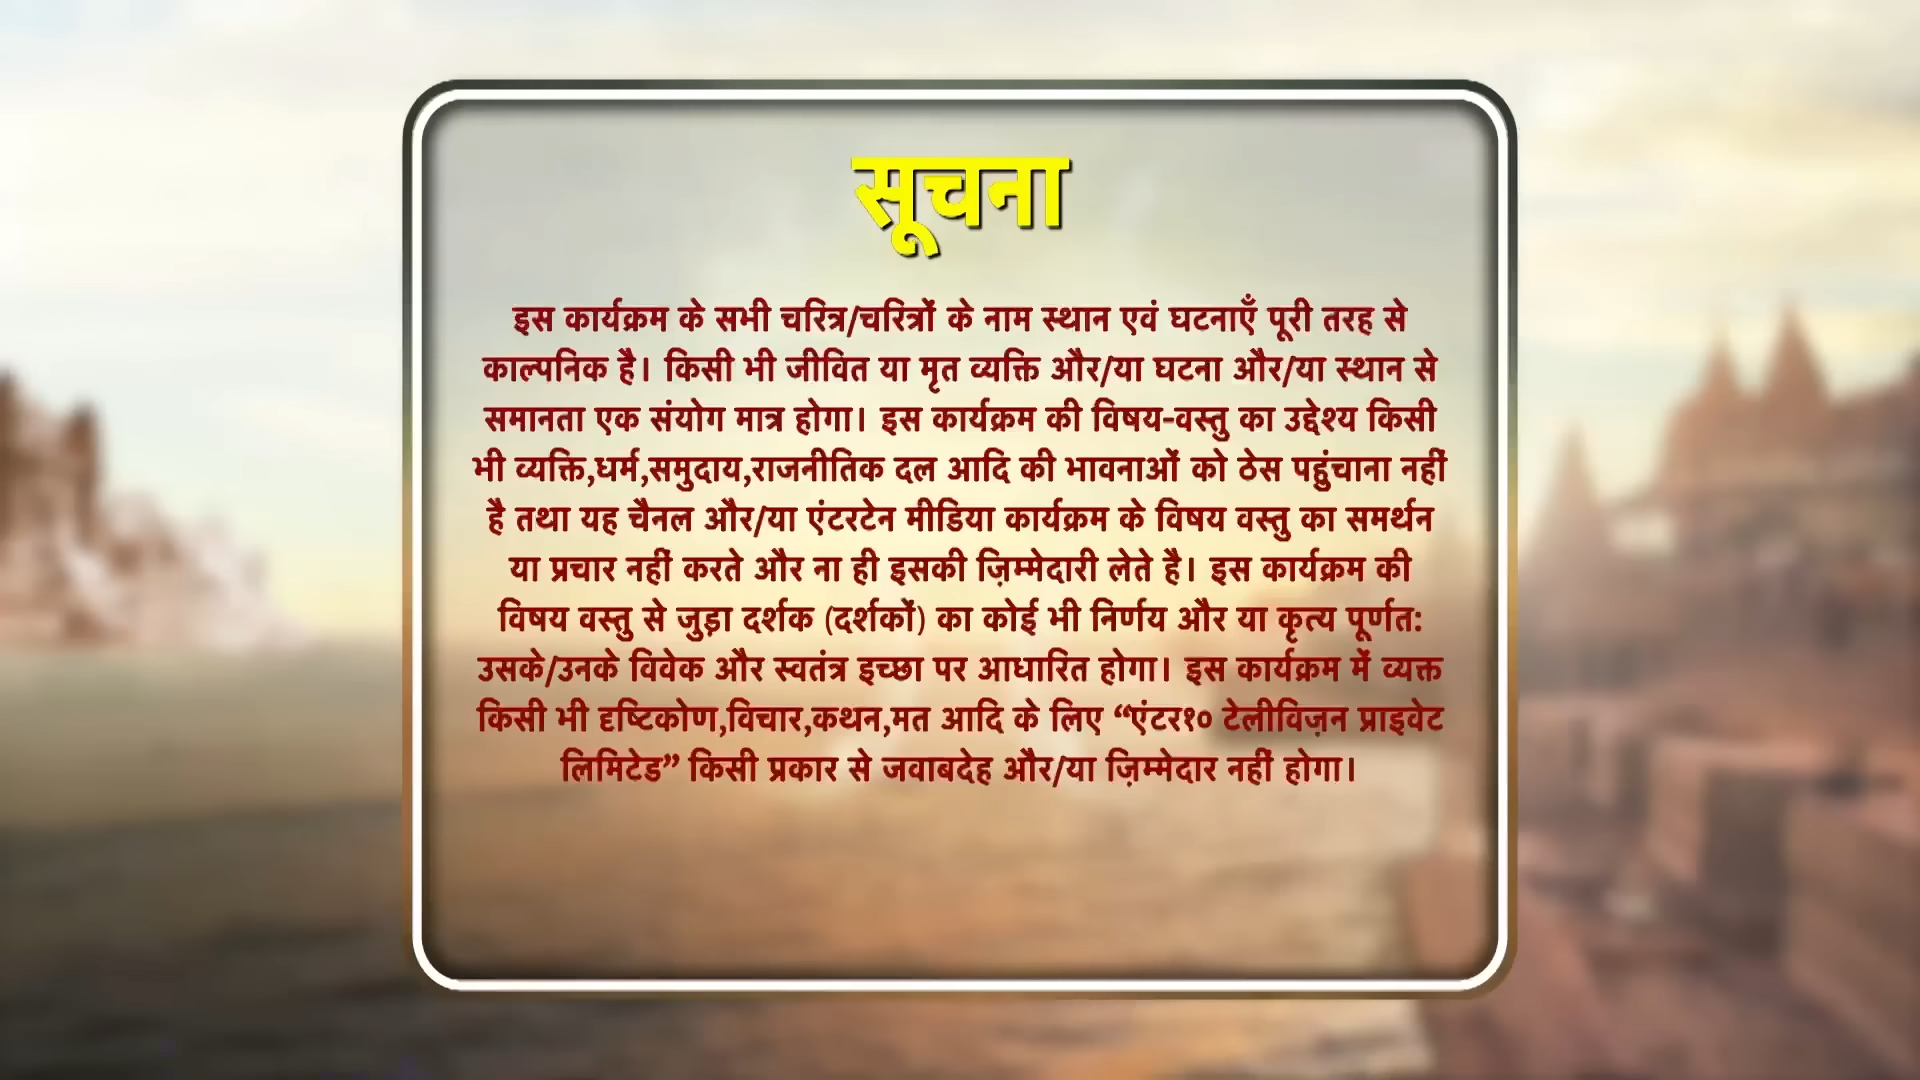 सूचना
इस कार्यक्रम के सभी चरित्र/चरित्रों के नाम स्थान एवं घटनाएँ पूरी तरह से
काल्पनिक है। किसी भी जीवित या मृत व्यक्ति और/या घटना और/या स्थान से
समानता एक संयोग मात्र होगा। इस कार्यक्रम की विषय-वस्तु का उद्देश्य किसी
भी व्यक्ति,धर्म,समुदाय,राजनीतिक दल आदि की भावनाओं को ठेस पहुंचाना नहीं
है तथा यह चैनल और/या एंटरटेन मीडिया कार्यक्रम के विषय वस्तु का समर्थन
या प्रचार नहीं करते और ना ही इसकी ज़िम्मेदारी लेते है। इस कार्यक्रम की
विषय वस्तु से जुड़ा दर्शक (दर्शकों) का कोई भी निर्णय और या कृत्य पूर्णत:
उसके/उनके विवेक और स्वतंत्र इच्छा पर आधारित होगा। इस कार्यक्रम में व्यक्त
किसी भी दृष्टिकोण,विचार,कथन,मत आदि के लिए “एंटर१० टेलीविज़न प्राइवेट
लिमिटेड” किसी प्रकार से जवाबदेह और/या ज़िम्मेदार नहीं होगा।